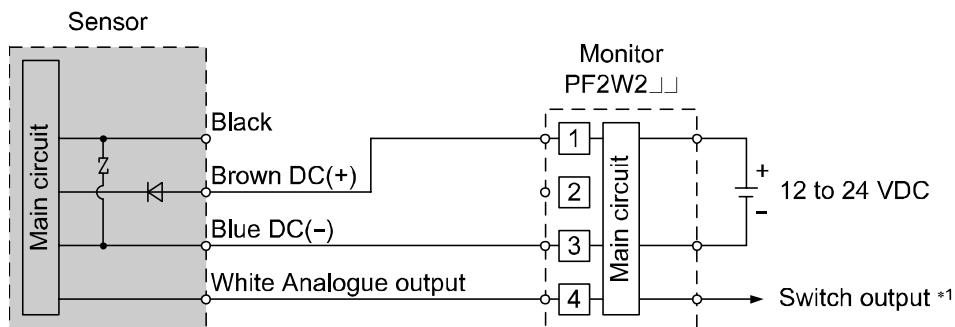 Sensor
Main circuit
Black
Brown DC(+)
Blue DC(−)
White Analogue output
Monitor
PF2W2␣␣
1
2
3
4
Main circuit
+
−
12 to 24 VDC
Switch output *1